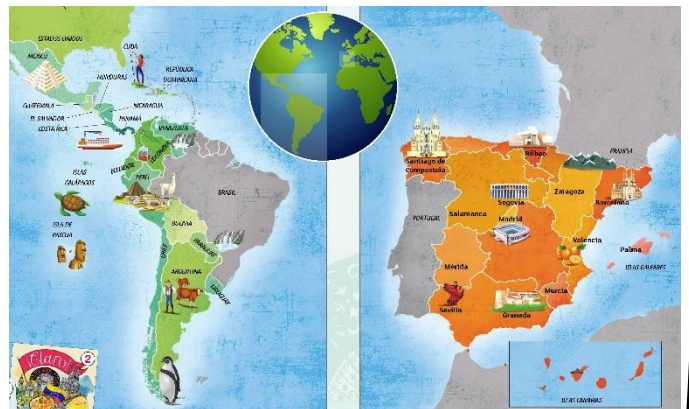 ESTADOS UNIDOS
MÉXICO
CUBA
REPÚBLICA
DOMINICANA
HONDURAS
GUATEMALA
NICARAGUA
EL SALVADOR
PANAMÁ
COSTA RICA
VENEZUELA
COLOMBIA
ECUADOR
ISLAS
GALÁPAGOS
PERÚ
BRASIL
ISLA DE
PASCUA
BOLIVIA
CHILE
PARAGUAY
ARGENTINA
URUGUAY
¡Claro!
2
FRANCIA
Santiago de
Compostela
Bilbao
Zaragoza
Barcelona
Segovia
Salamanca
Madrid
PORTUGAL
Valencia
Palma
ISLAS BALEARES
Mérida
Murcia
Sevilla
Granada
ISLAS CANARIAS